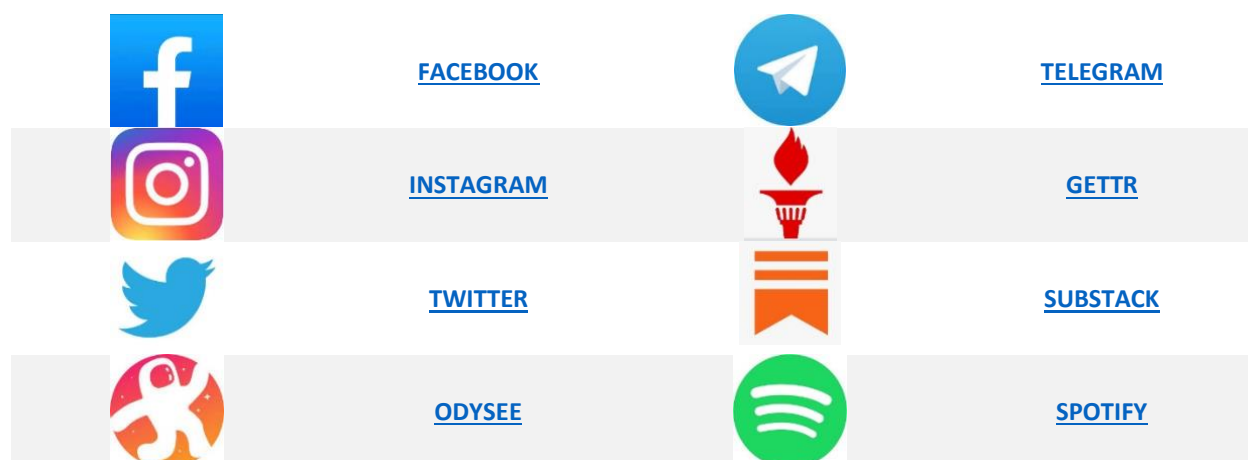 FACEBOOK TELEGRAM
INSTAGRAM GETTR
TWITTER SUBSTACK
ODYSEE SPOTIFY